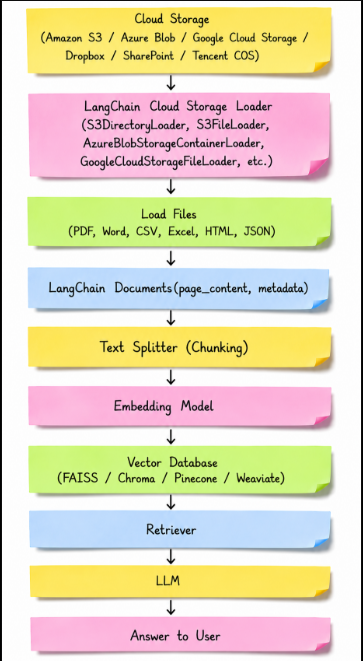 Cloud Storage
(Amazon S3 / Azure Blob / Google Cloud Storage /
Dropbox / SharePoint / Tencent COS)
LangChain Cloud Storage Loader
(S3DirectoryLoader, S3FileLoader,
AzureBlobStorageContainerLoader,
GoogleCloudStorageFileLoader, etc.)
Load Files
(PDF, Word, CSV, Excel, HTML, JSON)
LangChain Documents(page_content, metadata)
Text Splitter (Chunking)
Embedding Model
Vector Database
(FAISS / Chroma / Pinecone / Weaviate)
Retriever
LLM
Answer to User